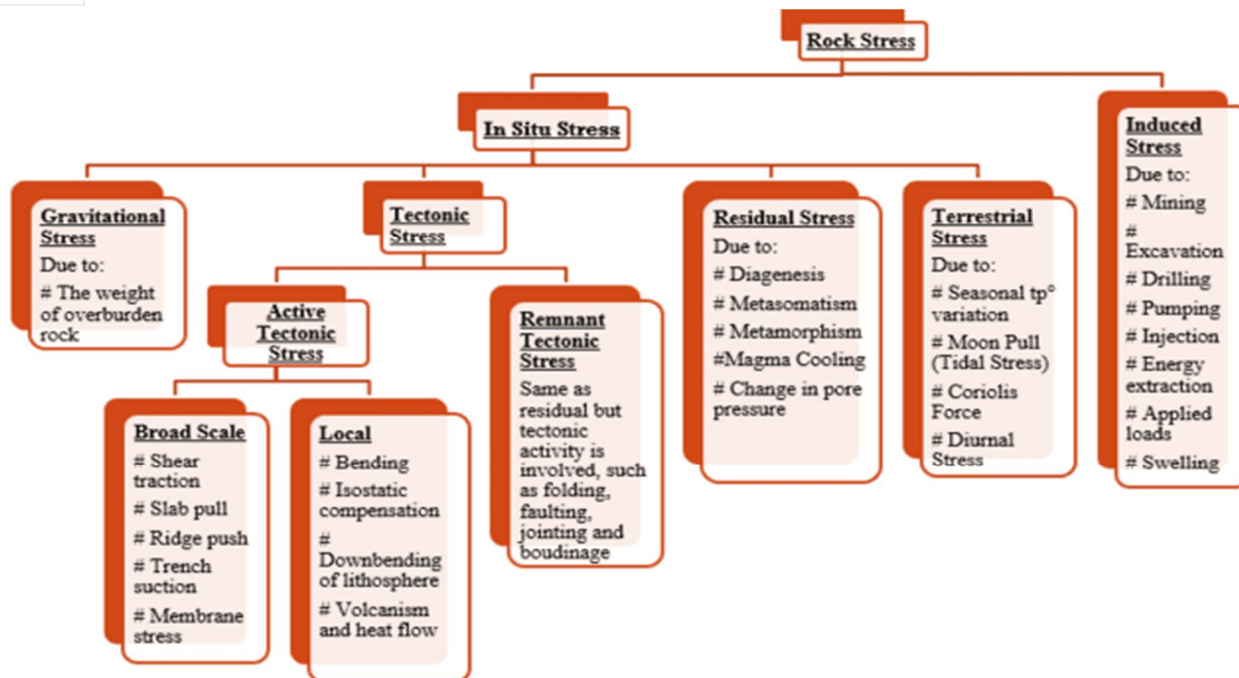 Rock Stress
In Situ Stress
Induced
Stress
Due to:
# Mining
#
Excavation
# Drilling
# Pumping
# Injection
# Energy
extraction
# Applied
loads
# Swelling
Gravitational
Stress
Due to:
# The weight
of overburden
rock
Tectonic
Stress
Residual Stress
Due to:
# Diagenesis
# Metasomatism
# Metamorphism
#Magma Cooling
# Change in pore
pressure
Terrestrial
Stress
Due to:
# Seasonal tp°
variation
# Moon Pull
(Tidal Stress)
# Coriolis
Force
# Diurnal
Stress
Active
Tectonic
Stress
Remnant
Tectonic
Stress
Same as
residual but
tectonic
activity is
involved, such
as folding,
faulting,
jointing and
boudinage
Broad Scale
# Shear
traction
# Slab pull
# Ridge push
# Trench
suction
# Membrane
stress
Local
# Bending
# Isostatic
compensation
#
Downbending
of lithosphere
# Volcanism
and heat flow